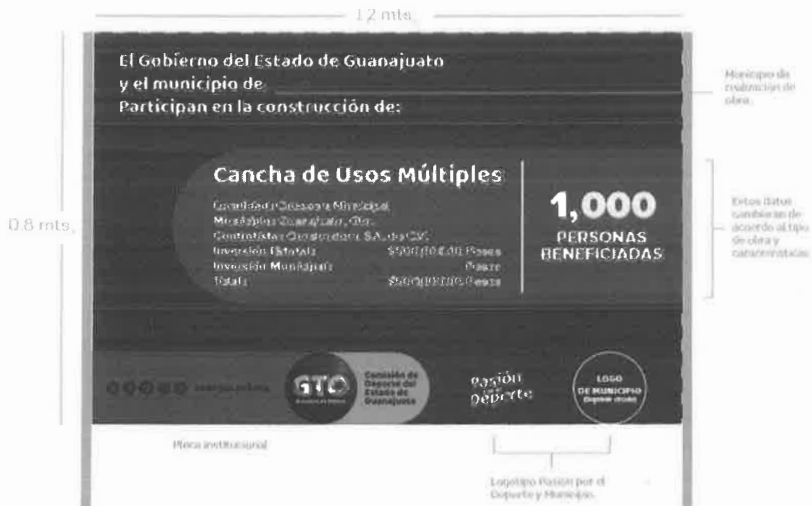 1.2 mts.
El Gobierno del Estado de Guanajuato
y el municipio de
Participan en la construcción de:
Municipio de
realización de
obra.
Cancha de Usos Múltiples
Inversión Estatal:
Inversión Municipal:
Total:
1,000
PERSONAS
BENEFICIADAS
0.8 mts.
Estos datos
cambiaran de
acuerdo al tipo
de obra y
características
GTO
Comisión de
Deporte del
Estado de
Guanajuato
Pasión
por el
Deporte
LOGO
DE MUNICIPIO
Placa institucional
Logotipo Pasión por el
Deporte y Municipio.